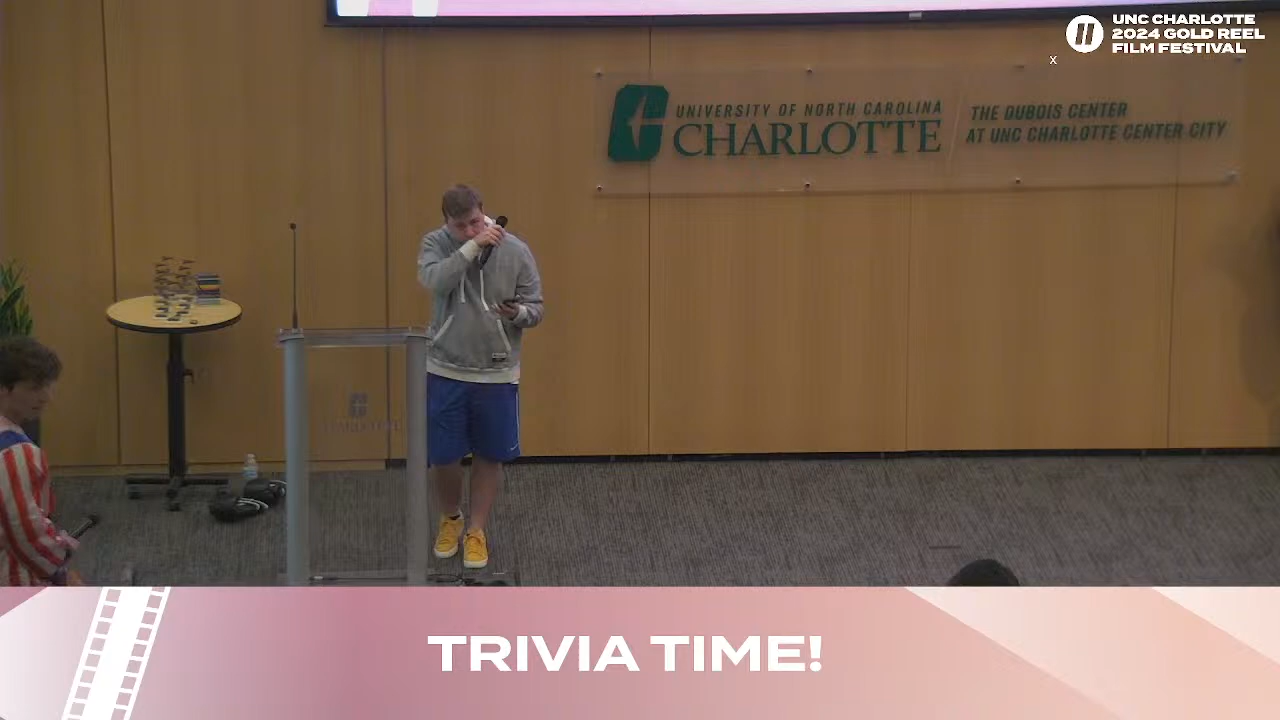 UNC CHARLOTTE
2024 GOLD REEL
FILM FESTIVAL
x
UNIVERSITY OF NORTH CAROLINA
CHARLOTTE
THE DUBOIS CENTER
AT UNC CHARLOTTE CENTER CITY
TRIVIA TIME!